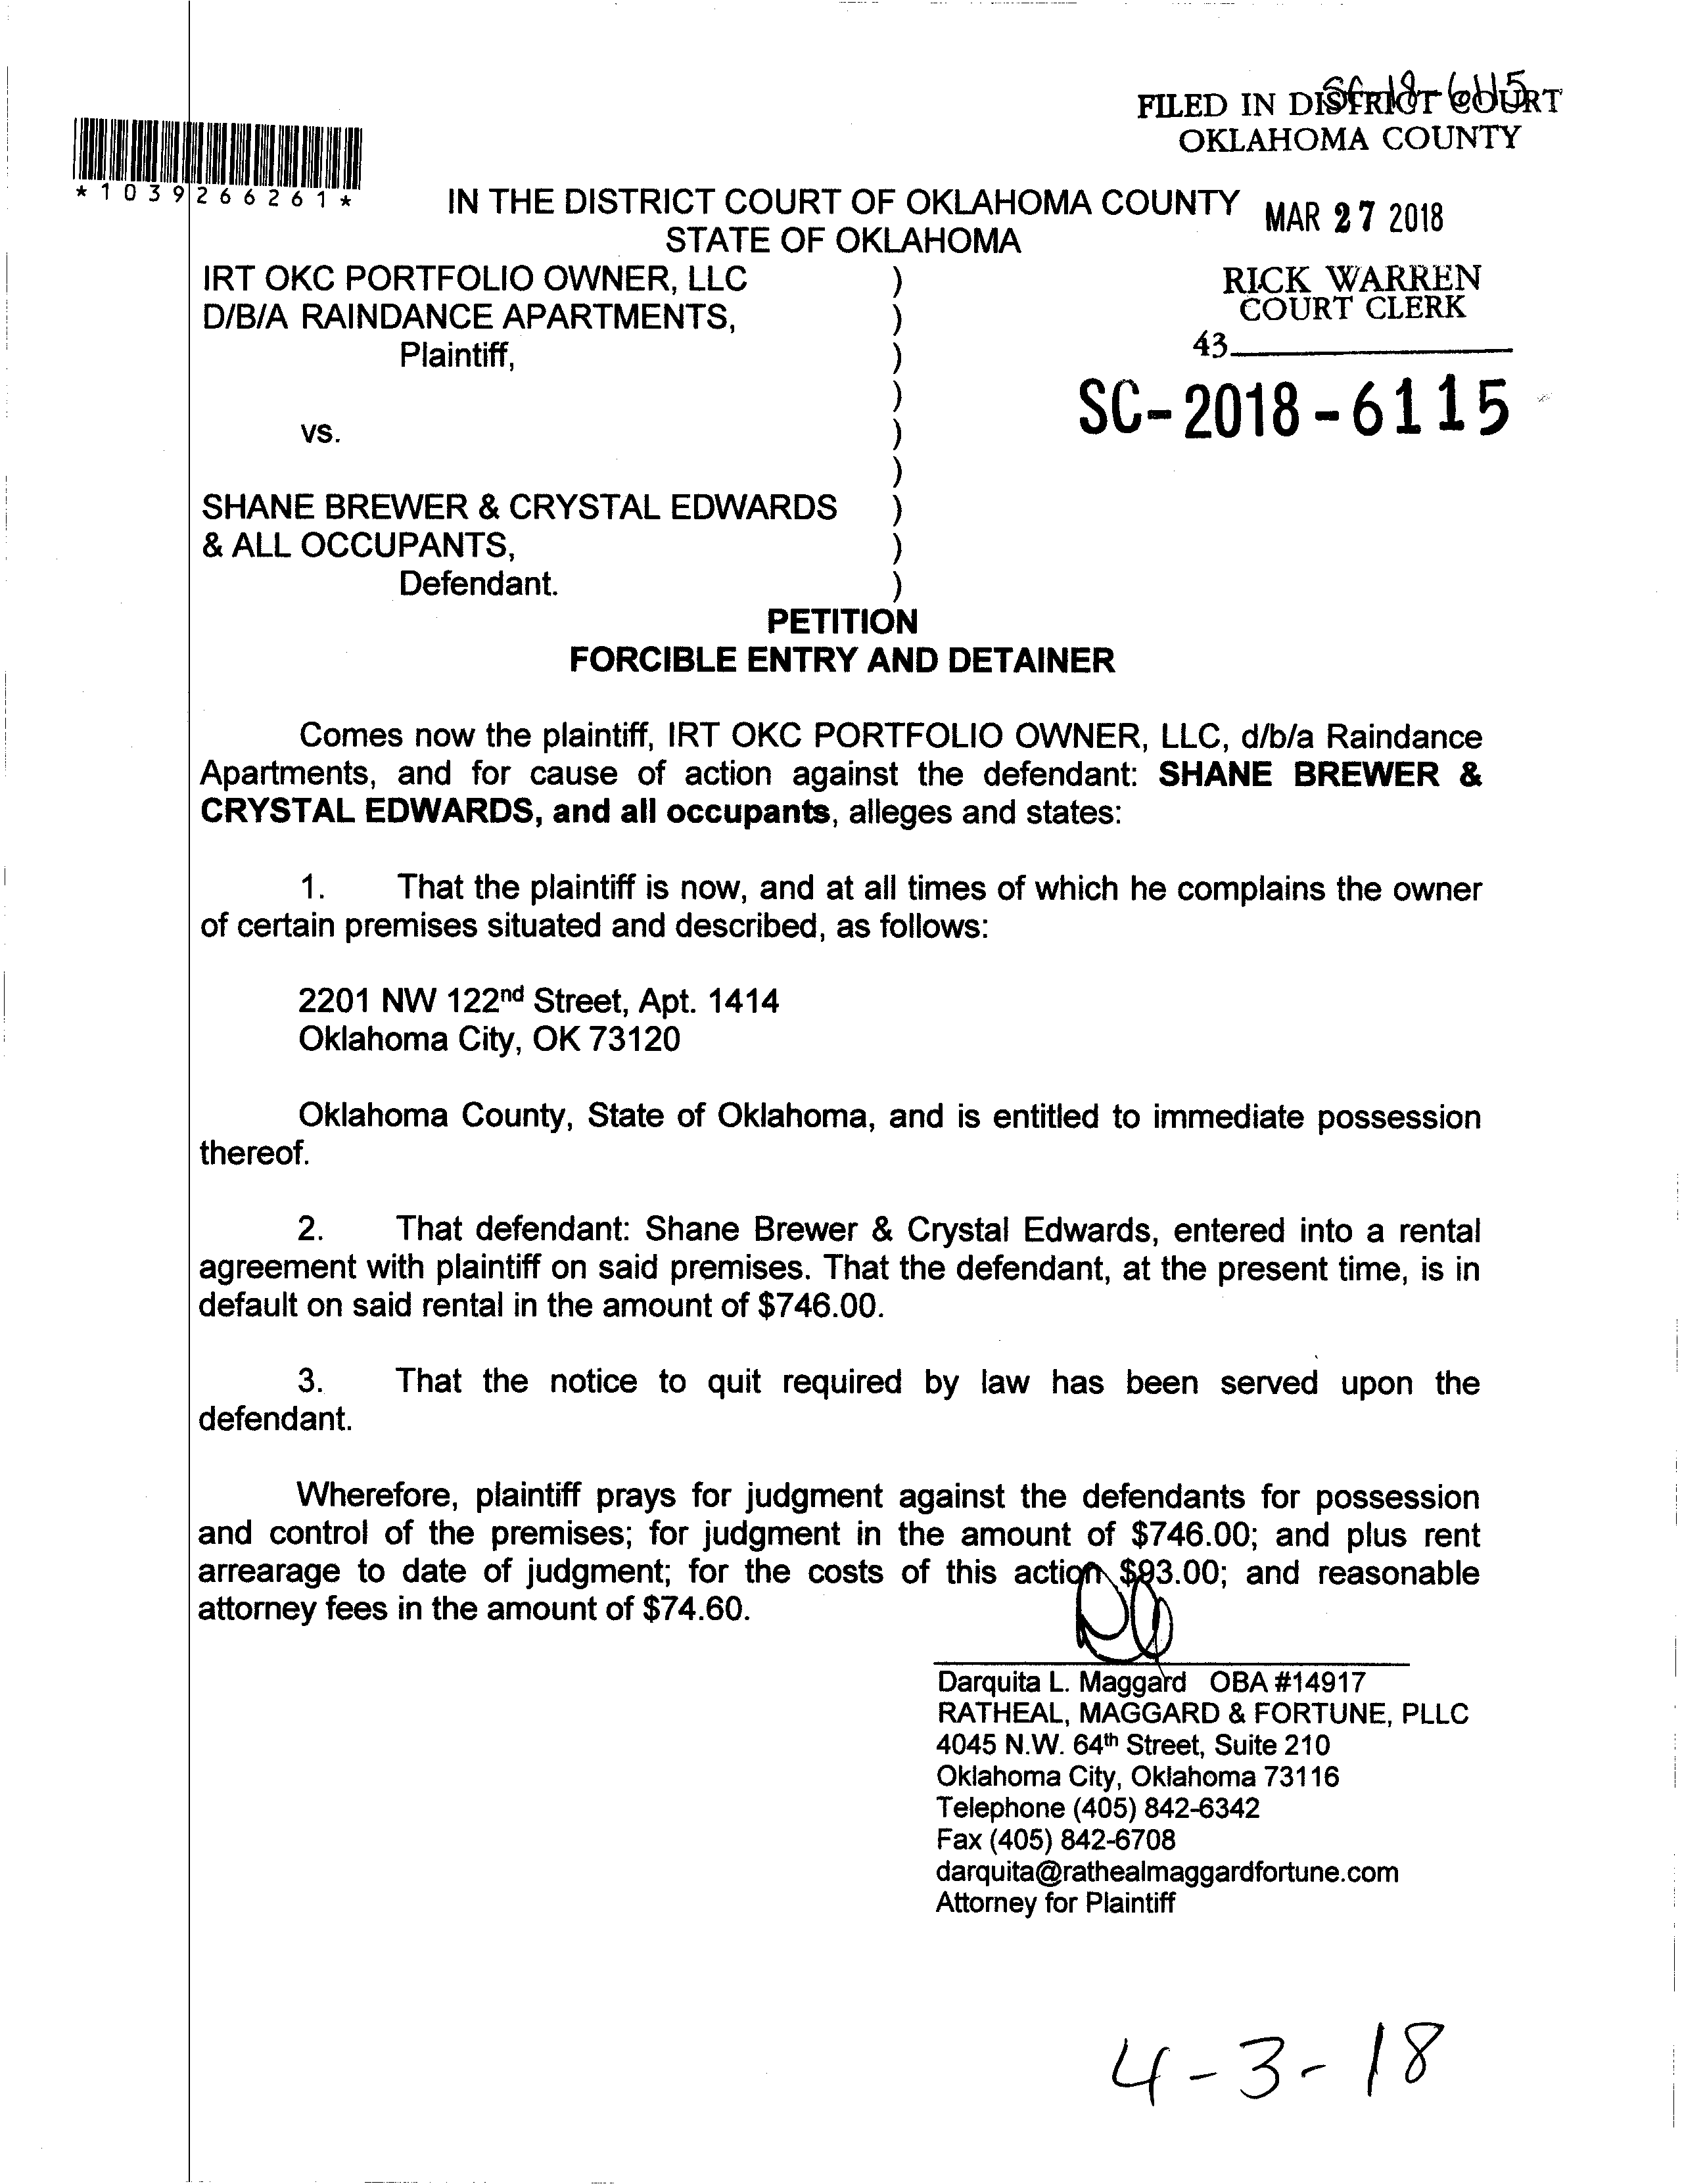 SC-18-6115
FILED IN DISTRICT COURT
OKLAHOMA COUNTY
*1039266261*
IN THE DISTRICT COURT OF OKLAHOMA COUNTY
MAR 27 2018
STATE OF OKLAHOMA
IRT OKC PORTFOLIO OWNER, LLC )
RICK WARREN
D/B/A RAINDANCE APARTMENTS, )
COURT CLERK
Plaintiff, )
43
)
SC-2018-6115
vs. )
)
SHANE BREWER & CRYSTAL EDWARDS )
& ALL OCCUPANTS, )
Defendant. )
PETITION
FORCIBLE ENTRY AND DETAINER
Comes now the plaintiff, IRT OKC PORTFOLIO OWNER, LLC, d/b/a Raindance
Apartments, and for cause of action against the defendant: SHANE BREWER &
CRYSTAL EDWARDS, and all occupants, alleges and states:
1. That the plaintiff is now, and at all times of which he complains the owner
of certain premises situated and described, as follows:
2201 NW 122nd Street, Apt. 1414
Oklahoma City, OK 73120
Oklahoma County, State of Oklahoma, and is entitled to immediate possession
thereof.
2. That defendant: Shane Brewer & Crystal Edwards, entered into a rental
agreement with plaintiff on said premises. That the defendant, at the present time, is in
default on said rental in the amount of $746.00.
3. That the notice to quit required by law has been served upon the
defendant.
Wherefore, plaintiff prays for judgment against the defendants for possession
and control of the premises; for judgment in the amount of $746.00; and plus rent
arrearage to date of judgment; for the costs of this action $93.00; and reasonable
attorney fees in the amount of $74.60.
Darquita L. Maggard OBA #14917
RATHEAL, MAGGARD & FORTUNE, PLLC
4045 N.W. 64th Street, Suite 210
Oklahoma City, Oklahoma 73116
Telephone (405) 842-6342
Fax (405) 842-6708
darquita@rathealmaggardfortune.com
Attorney for Plaintiff
4-3-18